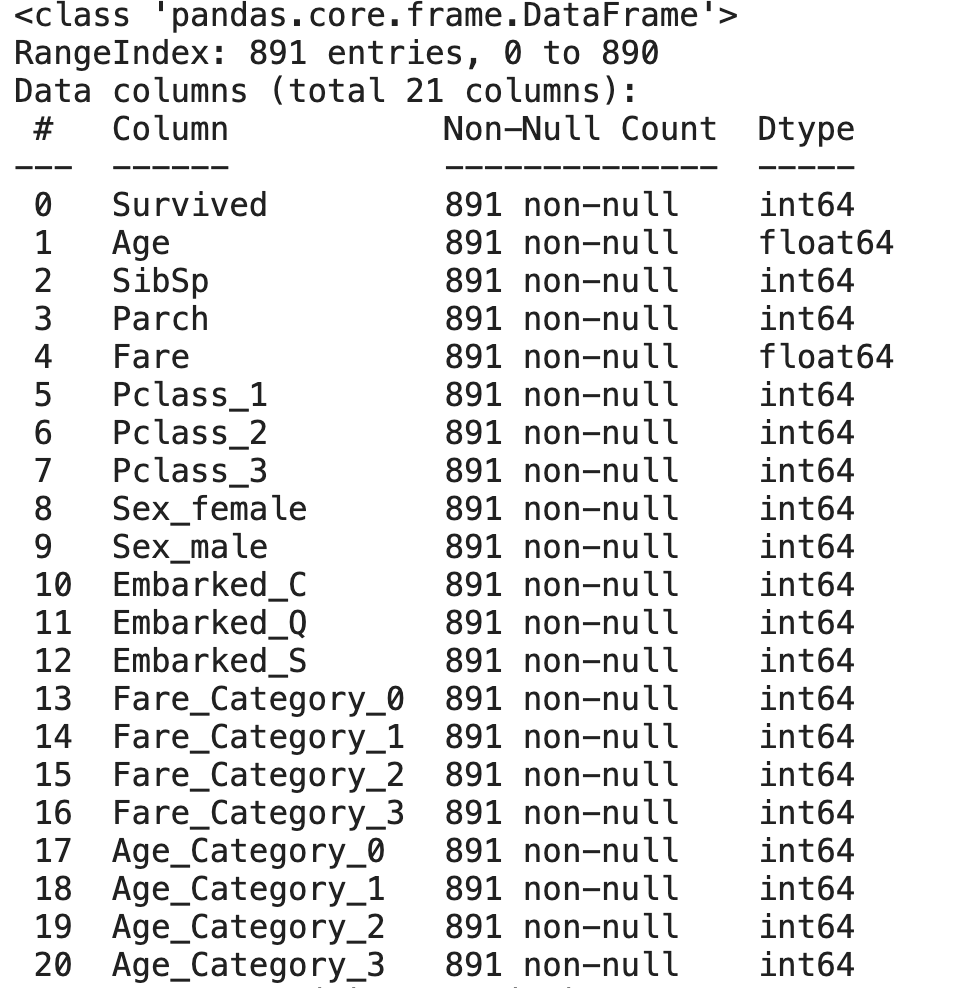 <class 'pandas.core.frame.DataFrame'>
RangeIndex: 891 entries, 0 to 890
Data columns (total 21 columns):
 #   Column           Non-Null Count  Dtype
---  ------           --------------  -----
 0   Survived         891 non-null    int64
 1   Age              891 non-null    float64
 2   SibSp            891 non-null    int64
 3   Parch            891 non-null    int64
 4   Fare             891 non-null    float64
 5   Pclass_1         891 non-null    int64
 6   Pclass_2         891 non-null    int64
 7   Pclass_3         891 non-null    int64
 8   Sex_female       891 non-null    int64
 9   Sex_male         891 non-null    int64
 10  Embarked_C       891 non-null    int64
 11  Embarked_Q       891 non-null    int64
 12  Embarked_S       891 non-null    int64
 13  Fare_Category_0  891 non-null    int64
 14  Fare_Category_1  891 non-null    int64
 15  Fare_Category_2  891 non-null    int64
 16  Fare_Category_3  891 non-null    int64
 17  Age_Category_0   891 non-null    int64
 18  Age_Category_1   891 non-null    int64
 19  Age_Category_2   891 non-null    int64
 20  Age_Category_3   891 non-null    int64